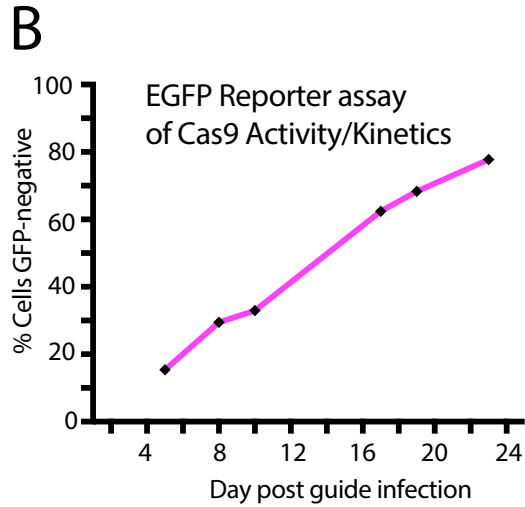 B
EGFP Reporter assay
of Cas9 Activity/Kinetics
% Cells GFP-negative
100
80
60
40
20
0
4 8 12 16 20 24
Day post guide infection